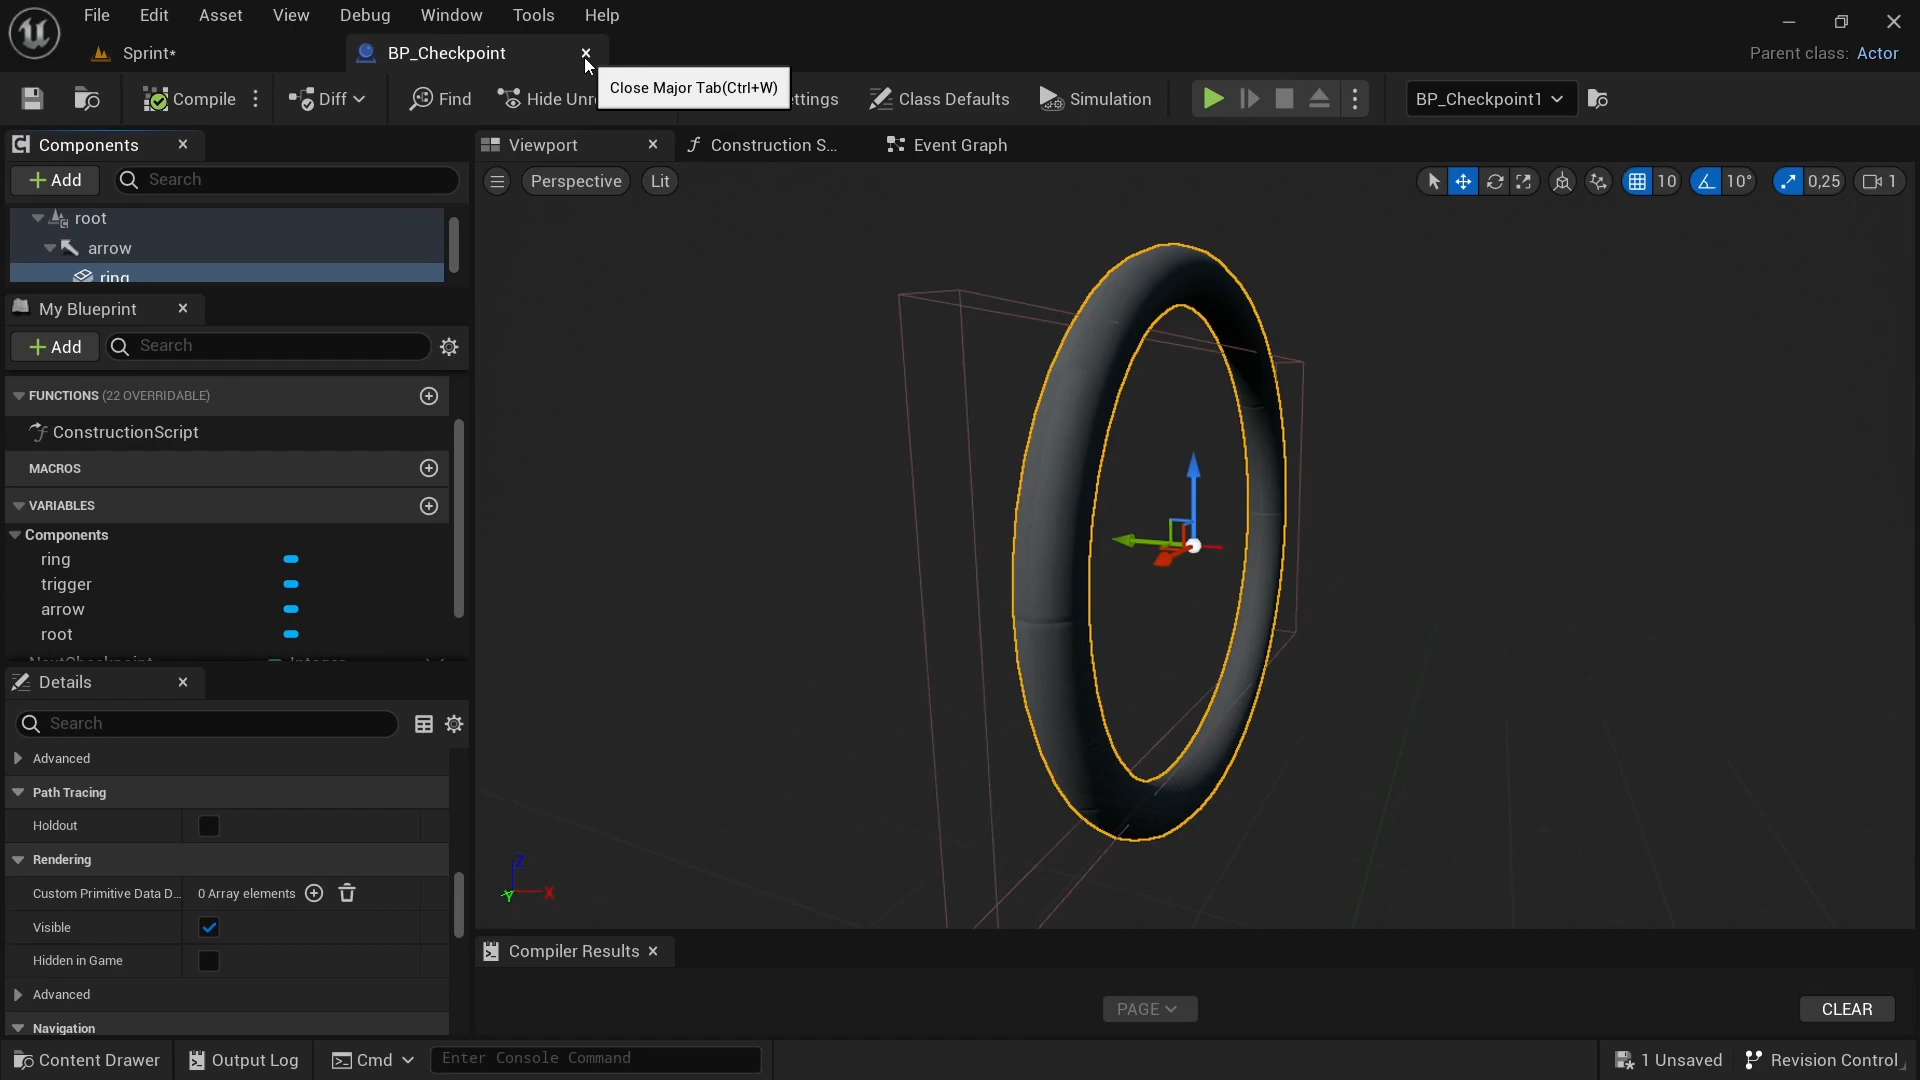 File Edit Asset View Debug Window Tools Help
Sprint* BP_Checkpoint Parent class: Actor
Close Major Tab(Ctrl+W)
Compile Diff Find Hide Unr ttings Class Defaults Simulation BP_Checkpoint1
Components Viewport Construction S... Event Graph
Add Search Perspective Lit 10 10° 0,25 1
root
arrow
ring
My Blueprint
Add Search
FUNCTIONS (22 OVERRIDABLE)
ConstructionScript
MACROS
VARIABLES
Components
ring
trigger
arrow
root
Details
Search
Advanced
Path Tracing
Holdout
Rendering
Custom Primitive Data D... 0 Array elements
Visible
Hidden in Game
Advanced
Navigation
Z
X
Y
Compiler Results
PAGE CLEAR
Content Drawer Output Log Cmd Enter Console Command 1 Unsaved Revision Control